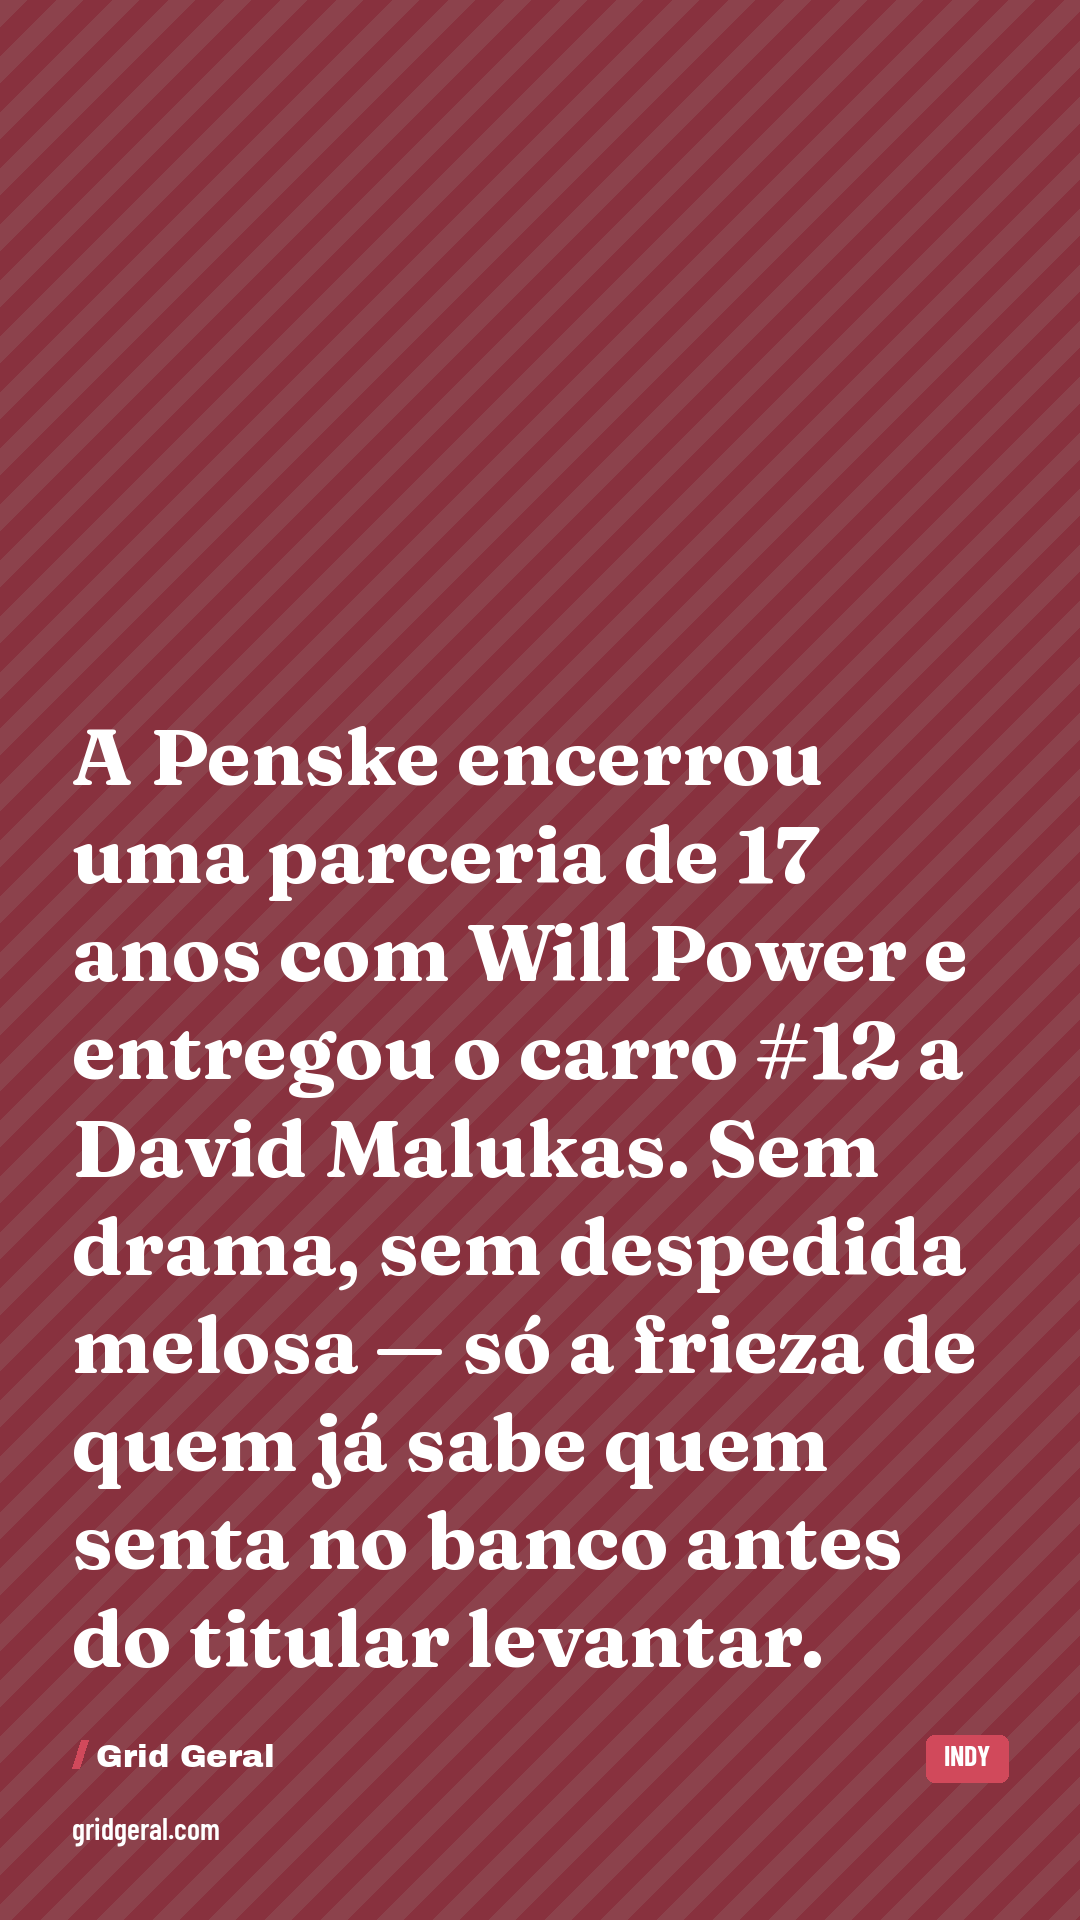 A Penske encerrou
uma parceria de 17
anos com Will Power e
entregou o carro #12 a
David Malukas. Sem
drama, sem despedida
melosa — só a frieza de
quem já sabe quem
senta no banco antes
do titular levantar.
/ Grid Geral
INDY
gridgeral.com